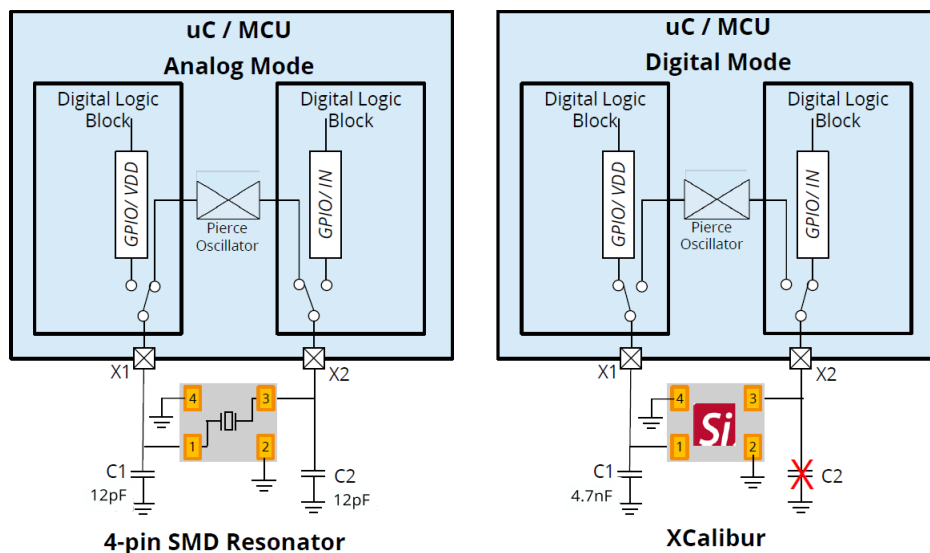 uC / MCU
Analog Mode
Digital Logic
Block
Digital Logic
Block
GPIO/ VDD
GPIO/ IN
Pierce
Oscillator
X1
X2
4
3
1
2
C1
12pF
C2
12pF
4-pin SMD Resonator
uC / MCU
Digital Mode
Digital Logic
Block
Digital Logic
Block
GPIO/ VDD
GPIO/ IN
Pierce
Oscillator
X1
X2
4
3
Si
1
2
C1
4.7nF
C2
XCalibur